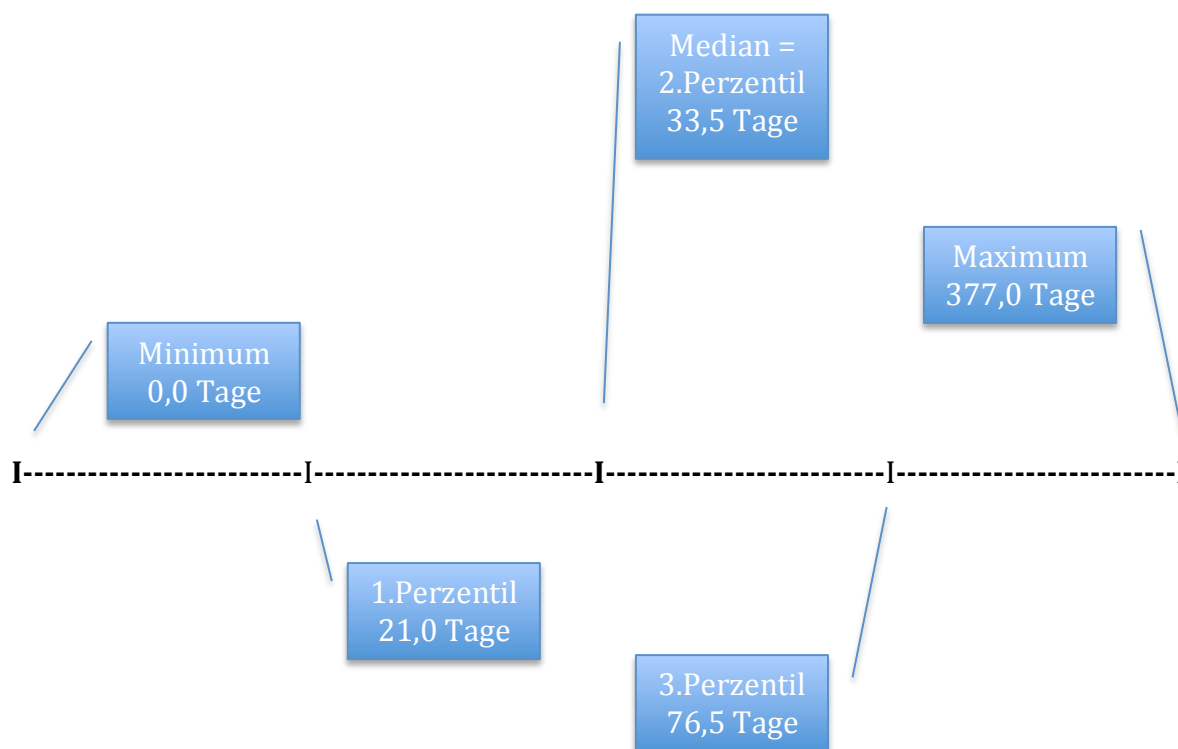 Median =
2.Perzentil
33,5 Tage
Maximum
377,0 Tage
Minimum
0,0 Tage
I--------------------------I--------------------------I--------------------------I--------------------------I
1.Perzentil
21,0 Tage
3.Perzentil
76,5 Tage